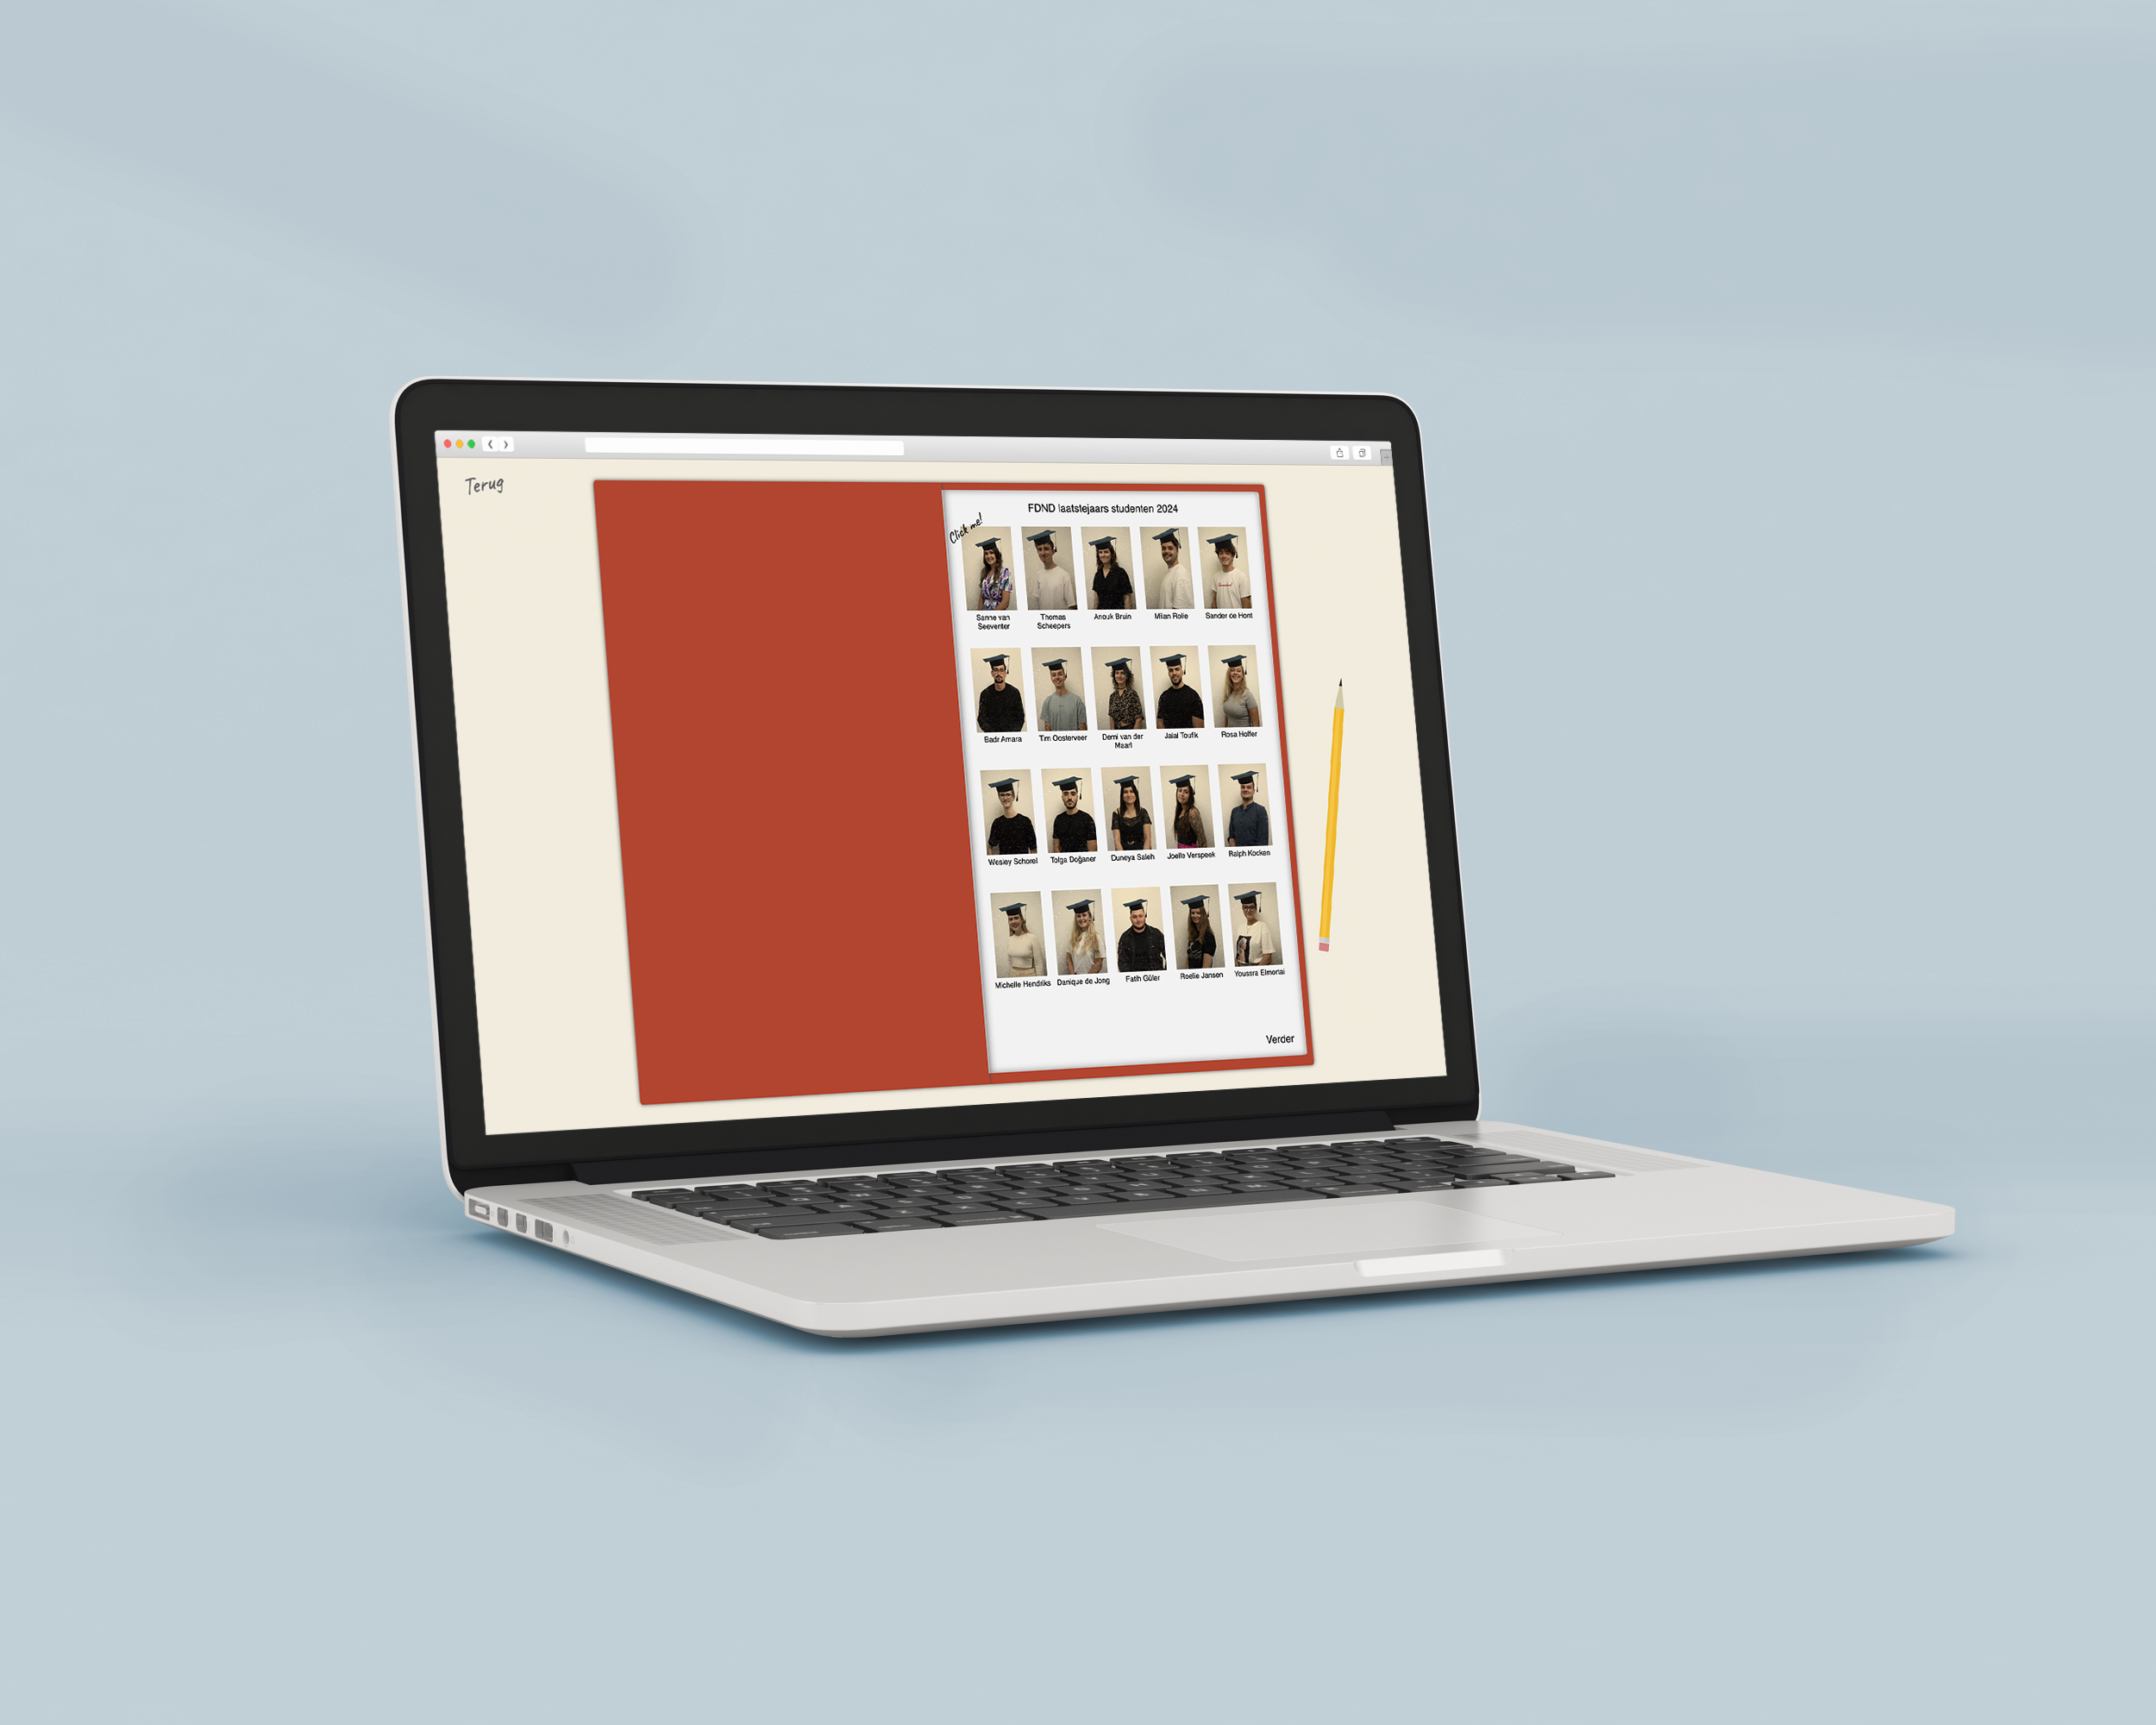 Terug
FDND laatstejaars studenten 2024
Click me!
Sanne van
Seeventer
Thomas
Scheepers
Anouk Bruin
Milan Rolie
Sander de Hont
Badr Amara
Tim Oosterveer
Demi van der
Maarl
Jalal Toufik
Rosa Hoffer
Wesley Schorel
Tolga Doğaner
Duneya Saleh
Joelle Verspeek
Ralph Kocken
Michelle Hendriks
Danique de Jong
Fatih Güler
Roelie Jansen
Youssra Elmortai
Verder